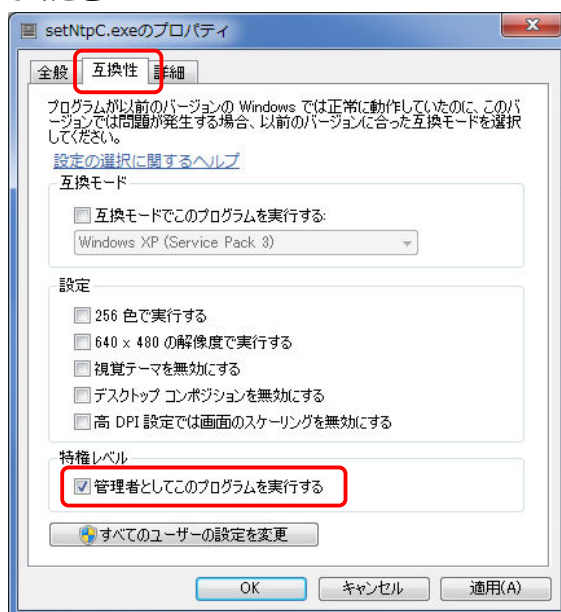 setNtpC.exeのプロパティ
全般 互換性 詳細
プログラムが以前のバージョンの Windows では正常に動作していたのに、このバ
ージョンでは問題が発生する場合、以前のバージョンに合った互換モードを選択
してください。
設定の選択に関するヘルプ
互換モード
互換モードでこのプログラムを実行する:
Windows XP (Service Pack 3)
設定
256 色で実行する
640 x 480 の解像度で実行する
視覚テーマを無効にする
デスクトップ コンポジションを無効にする
高 DPI 設定では画面のスケーリングを無効にする
特権レベル
管理者としてこのプログラムを実行する
すべてのユーザーの設定を変更
OK キャンセル 適用(A)